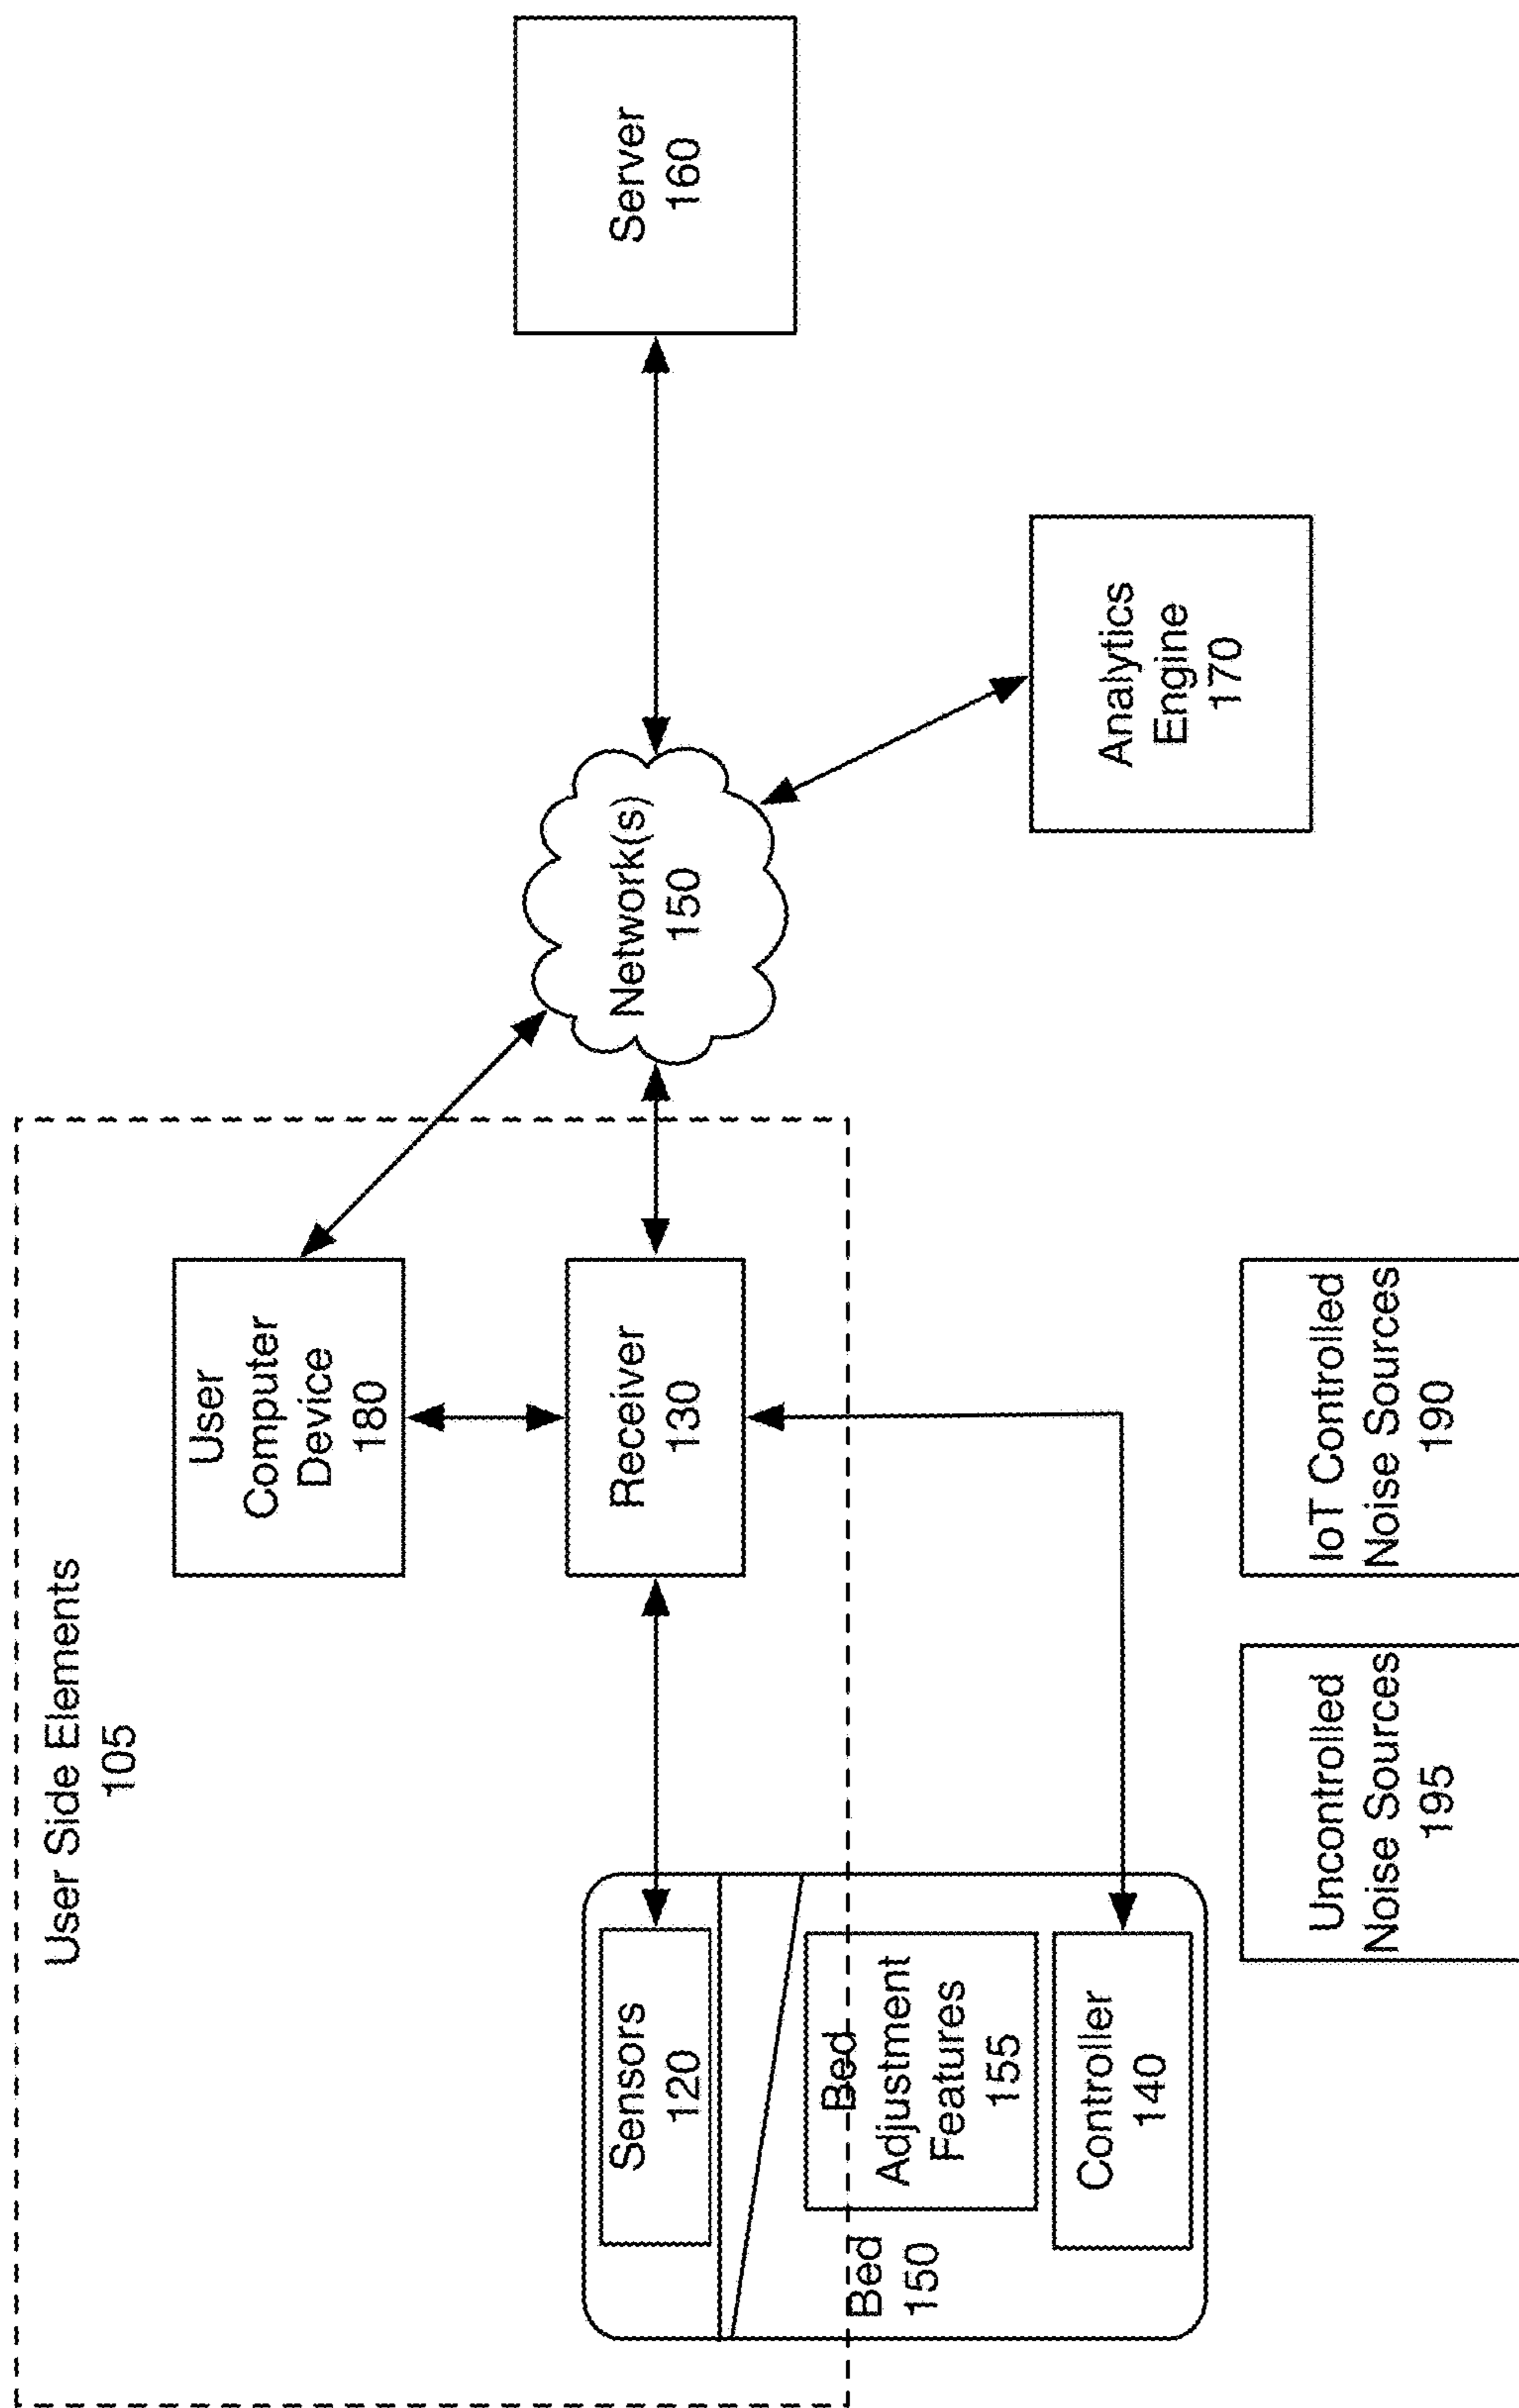 User Side Elements
105
User
Computer
Device
180
Sensors
120
Receiver
130
Network(s)
150
Server
160
Bed
150
Bed
Adjustment
Features
155
Controller
140
Analytics
Engine
170
Uncontrolled
Noise Sources
195
IoT Controlled
Noise Sources
190